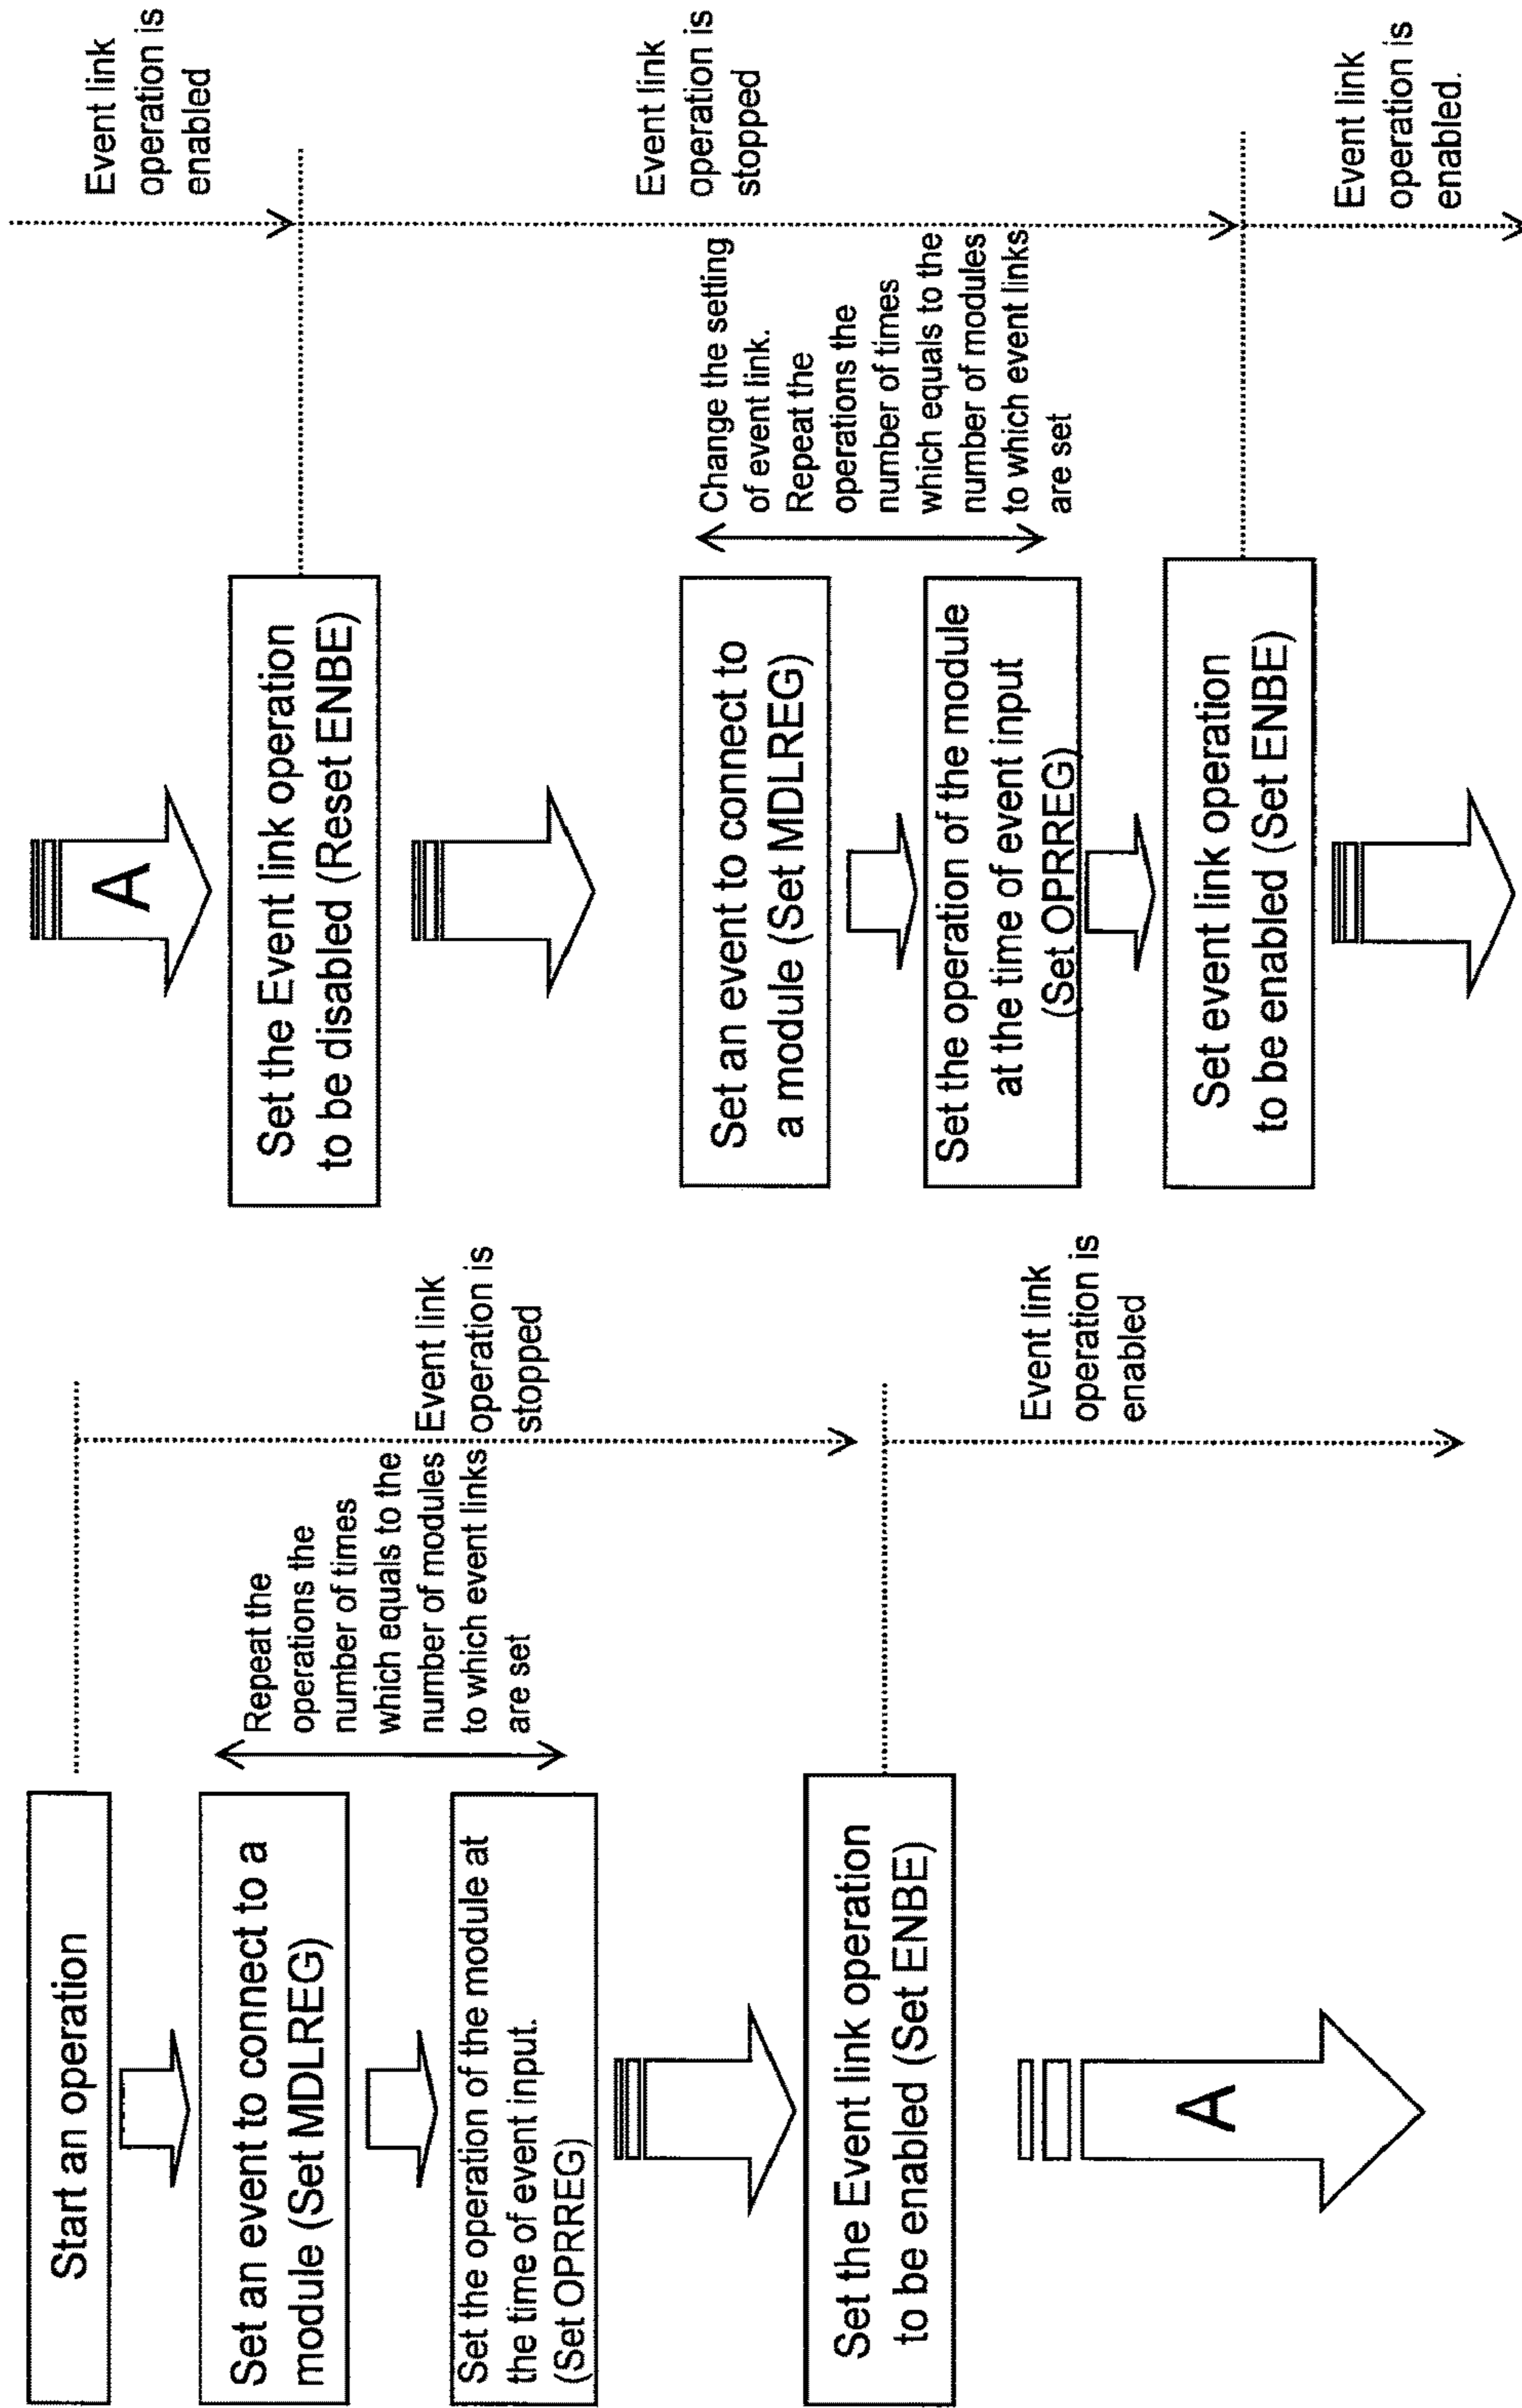 Start an operation
Set an event to connect to a
module (Set MDLREG)
Set the operation of the module at
the time of event input.
(Set OPRREG)
Repeat the
operations the
number of times
which equals to the
number of modules
to which event links
are set
Event link
operation is
stopped
Set the Event link operation
to be enabled (Set ENBE)
Event link
operation is
enabled
A
A
Event link
operation is
enabled
Set the Event link operation
to be disabled (Reset ENBE)
Event link
operation is
stopped
Set an event to connect to
a module (Set MDLREG)
Change the setting
of event link.
Repeat the
operations the
number of times
which equals to the
number of modules
to which event links
are set
Set the operation of the module
at the time of event input
(Set OPRREG)
Set event link operation
to be enabled (Set ENBE)
Event link
operation is
enabled.